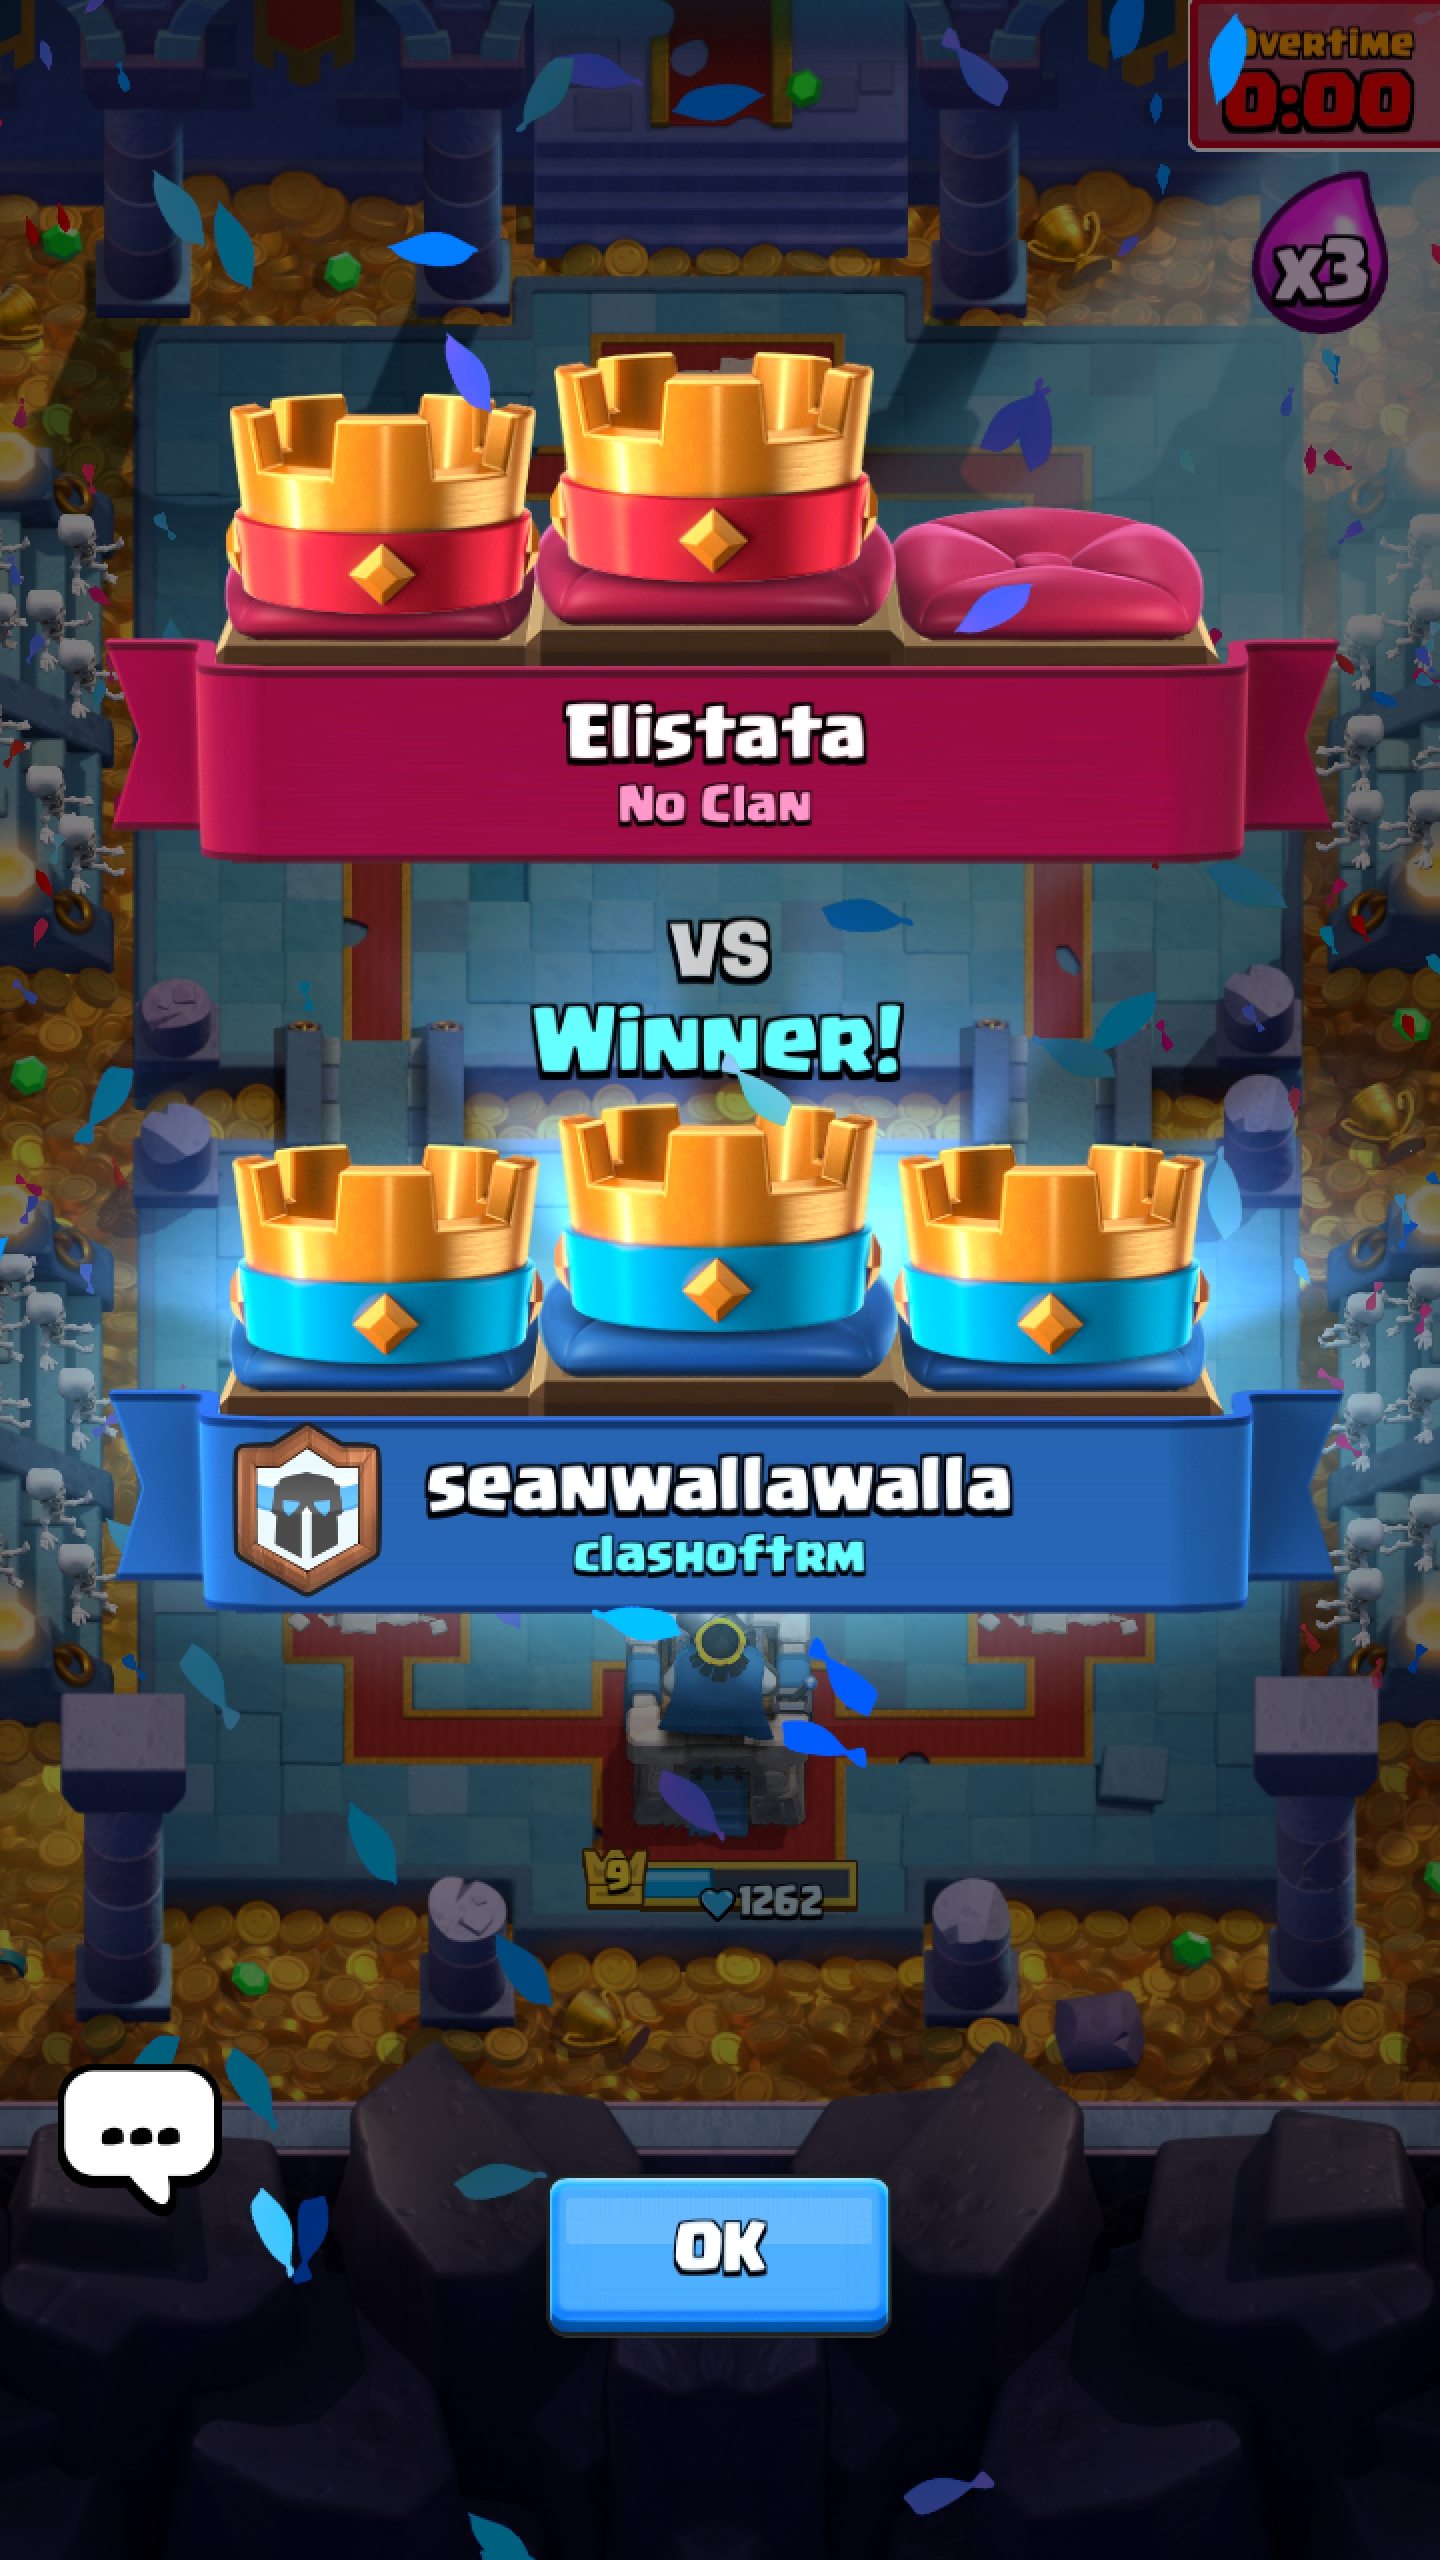 Overtime
0:00
x3
Elistata
No Clan
VS
Winner!
seanwallawalla
clashoftrm
9
1262
...
OK